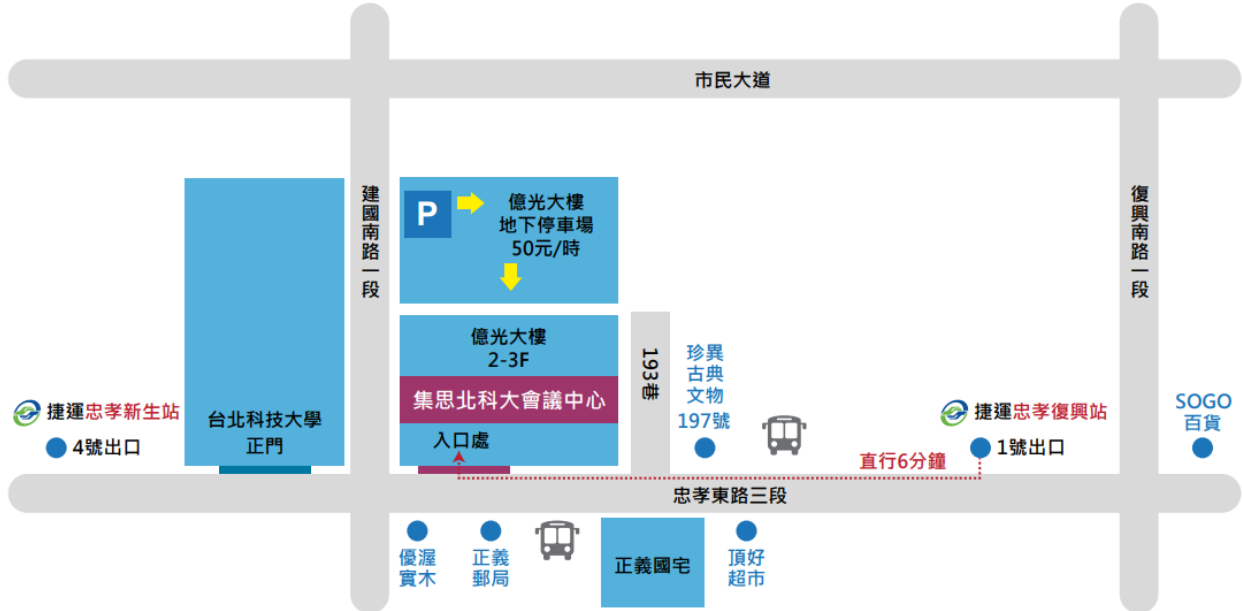 市民大道
建國南路一段
復興南路一段
P
億光大樓
地下停車場
50元/時
億光大樓
2-3F
集思北科大會議中心
入口處
193巷
珍異
古典
文物
197號
捷運忠孝新生站
4號出口
台北科技大學
正門
捷運忠孝復興站
1號出口
SOGO
百貨
直行6分鐘
忠孝東路三段
優渥
實木
正義
郵局
正義國宅
頂好
超市